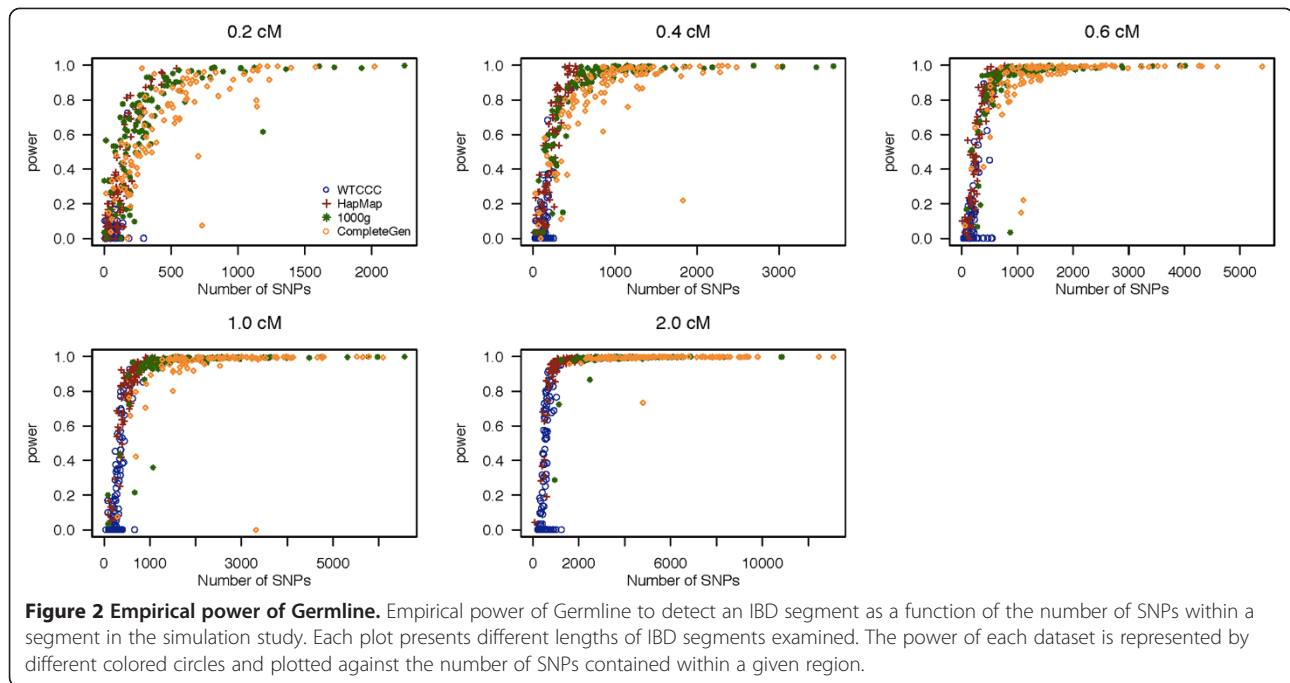 0.2 cM
0.4 cM
0.6 cM
power
1.0
0.8
0.6
0.4
0.2
0.0
WTCCC
HapMap
1000g
CompleteGen
0 500 1000 1500 2000
Number of SNPs
power
1.0
0.8
0.6
0.4
0.2
0.0
0 1000 2000 3000
Number of SNPs
power
1.0
0.8
0.6
0.4
0.2
0.0
0 1000 2000 3000 4000 5000
Number of SNPs
1.0 cM
2.0 cM
power
1.0
0.8
0.6
0.4
0.2
0.0
0 1000 3000 5000
Number of SNPs
power
1.0
0.8
0.6
0.4
0.2
0.0
0 2000 6000 10000
Number of SNPs
Figure 2 Empirical power of Germline. Empirical power of Germline to detect an IBD segment as a function of the number of SNPs within a
segment in the simulation study. Each plot presents different lengths of IBD segments examined. The power of each dataset is represented by
different colored circles and plotted against the number of SNPs contained within a given region.